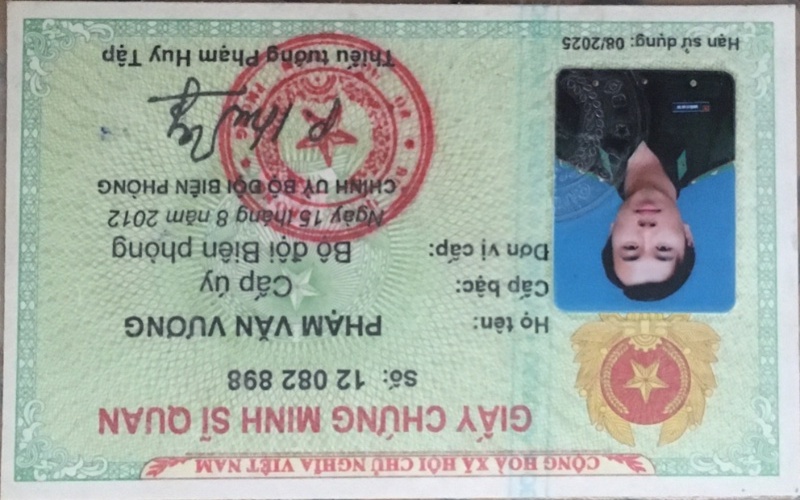 CỘNG HOÀ XÃ HỘI CHỦ NGHĨA VIỆT NAM
GIẤY CHỨNG MINH SĨ QUAN
Số: 12 082 898
Họ tên: PHẠM VĂN VƯƠNG
Cấp bậc: Cấp úy
Đơn vị cấp: Bộ đội Biên phòng
Ngày 15 tháng 8 năm 2012
CHÍNH UỶ BỘ ĐỘI BIÊN PHÒNG
Thiếu tướng Phạm Huy Tập
Hạn sử dụng: 08/2025